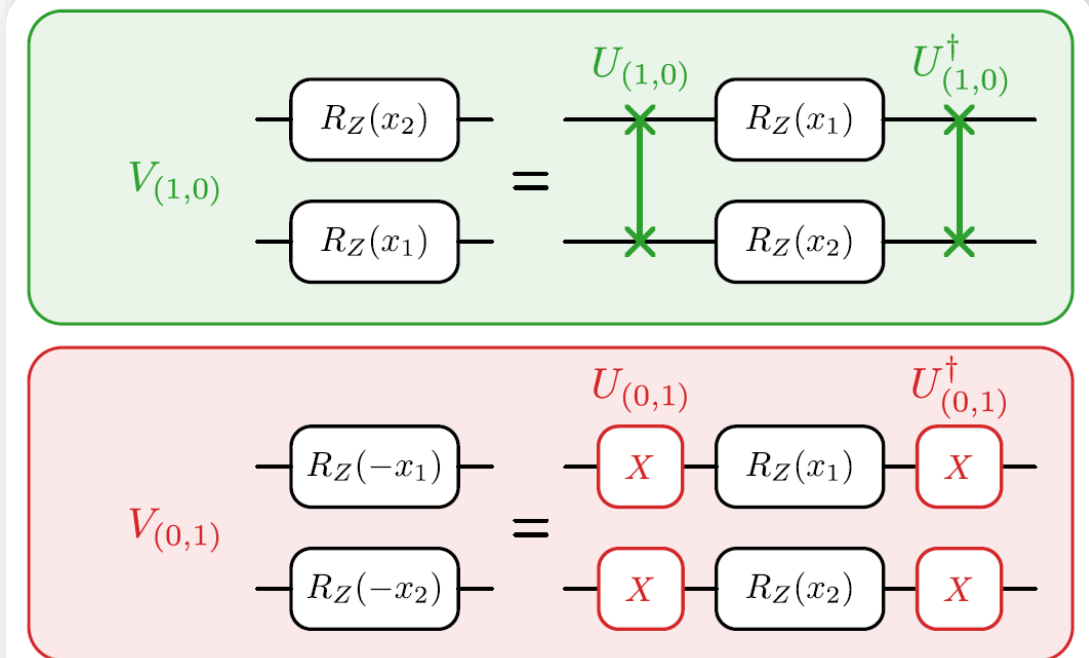 U_{(1,0)} U^†_{(1,0)}
R_Z(x_2) R_Z(x_1)
V_{(1,0)} =
R_Z(x_1) R_Z(x_2)
U_{(0,1)} U^†_{(0,1)}
R_Z(-x_1) X R_Z(x_1) X
V_{(0,1)} =
R_Z(-x_2) X R_Z(x_2) X